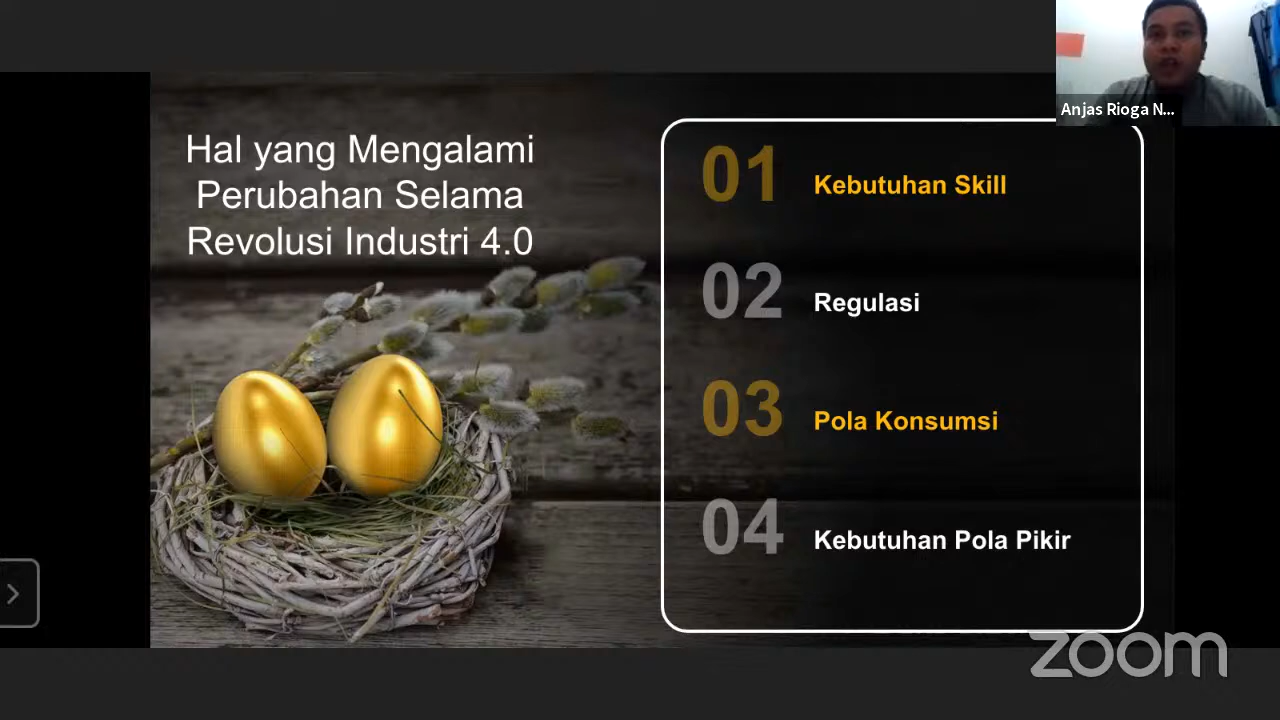 Anjas Rioga N...
Hal yang Mengalami
Perubahan Selama
Revolusi Industri 4.0
01 Kebutuhan Skill
02 Regulasi
03 Pola Konsumsi
04 Kebutuhan Pola Pikir
zoom